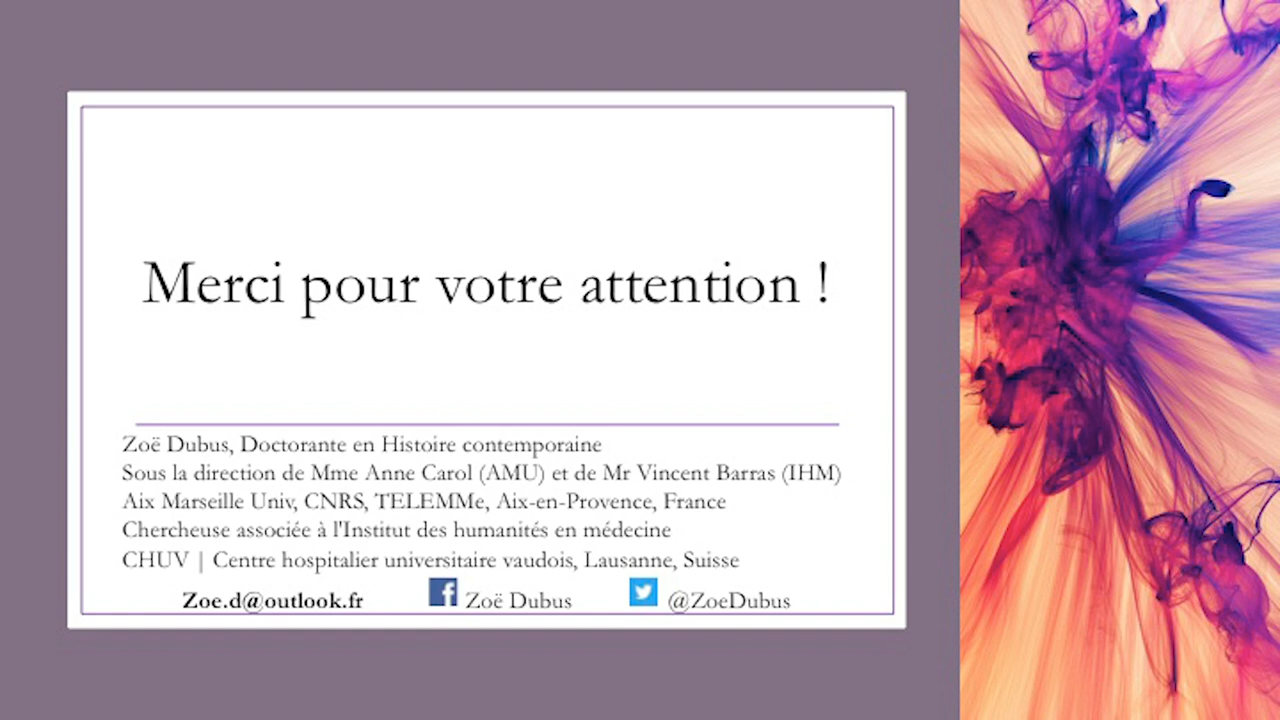 Merci pour votre attention !
Zoë Dubus, Doctorante en Histoire contemporaine
Sous la direction de Mme Anne Carol (AMU) et de Mr Vincent Barras (IHM)
Aix Marseille Univ, CNRS, TELEMMe, Aix-en-Provence, France
Chercheuse associée à l'Institut des humanités en médecine
CHUV | Centre hospitalier universitaire vaudois, Lausanne, Suisse
Zoe.d@outlook.fr Zoë Dubus @ZoeDubus